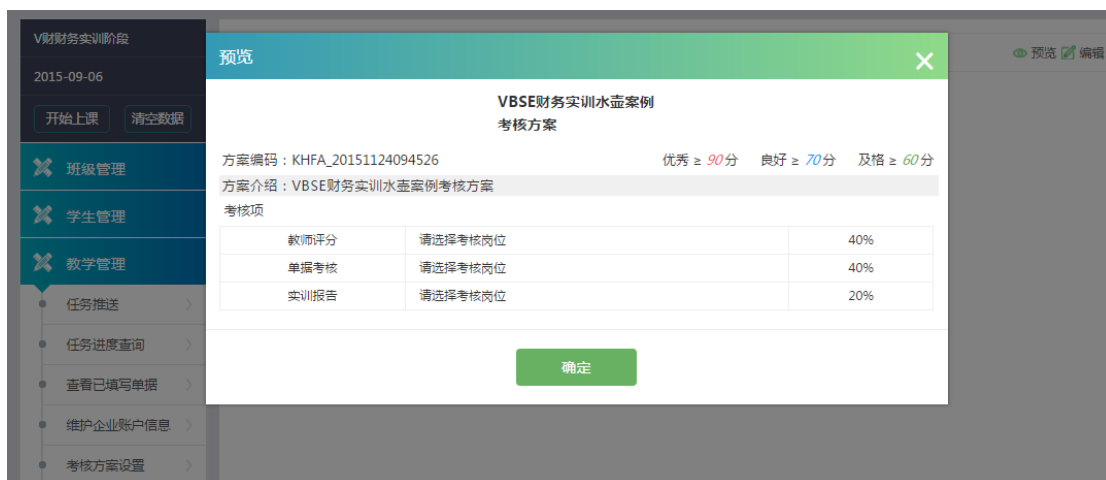 V财财务实训阶段
2015-09-06
开始上课 清空数据
班级管理
学生管理
教学管理
任务推送
任务进度查询
查看已填写单据
维护企业账户信息
考核方案设置
预览 编辑
预览
VBSE财务实训水壶案例
考核方案
方案编码：KHFA_20151124094526 优秀 ≥ 90分 良好 ≥ 70分 及格 ≥ 60分
方案介绍：VBSE财务实训水壶案例考核方案
考核项
教师评分 请选择考核岗位 40%
单据考核 请选择考核岗位 40%
实训报告 请选择考核岗位 20%
确定